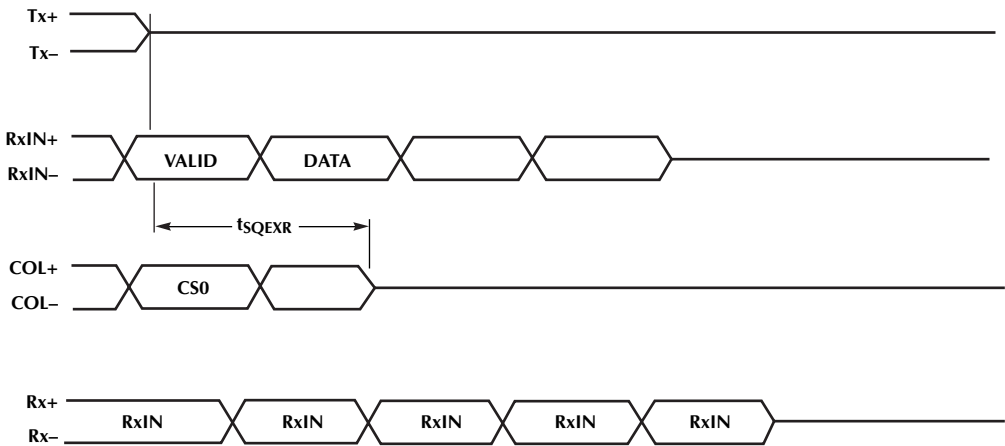 Tx+
Tx–
RxIN+
RxIN–
VALID DATA
tSQEXR
COL+
COL–
CS0
Rx+
Rx–
RxIN RxIN RxIN RxIN RxIN